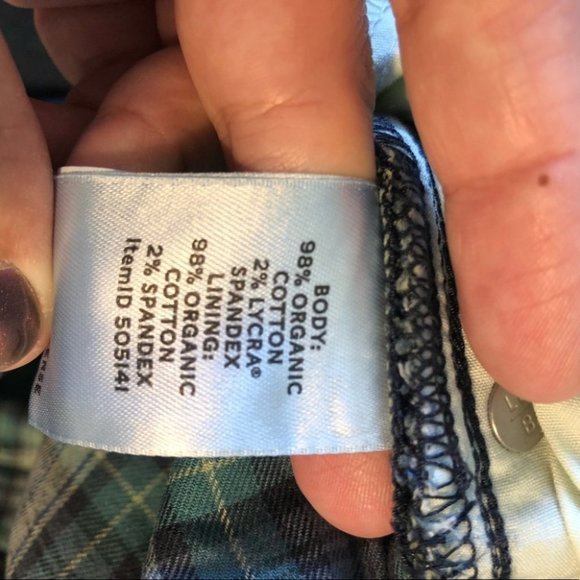 BODY:
98% ORGANIC
COTTON
2% LYCRA®
SPANDEX
LINING:
98% ORGANIC
COTTON
2% SPANDEX
ItemID 505141